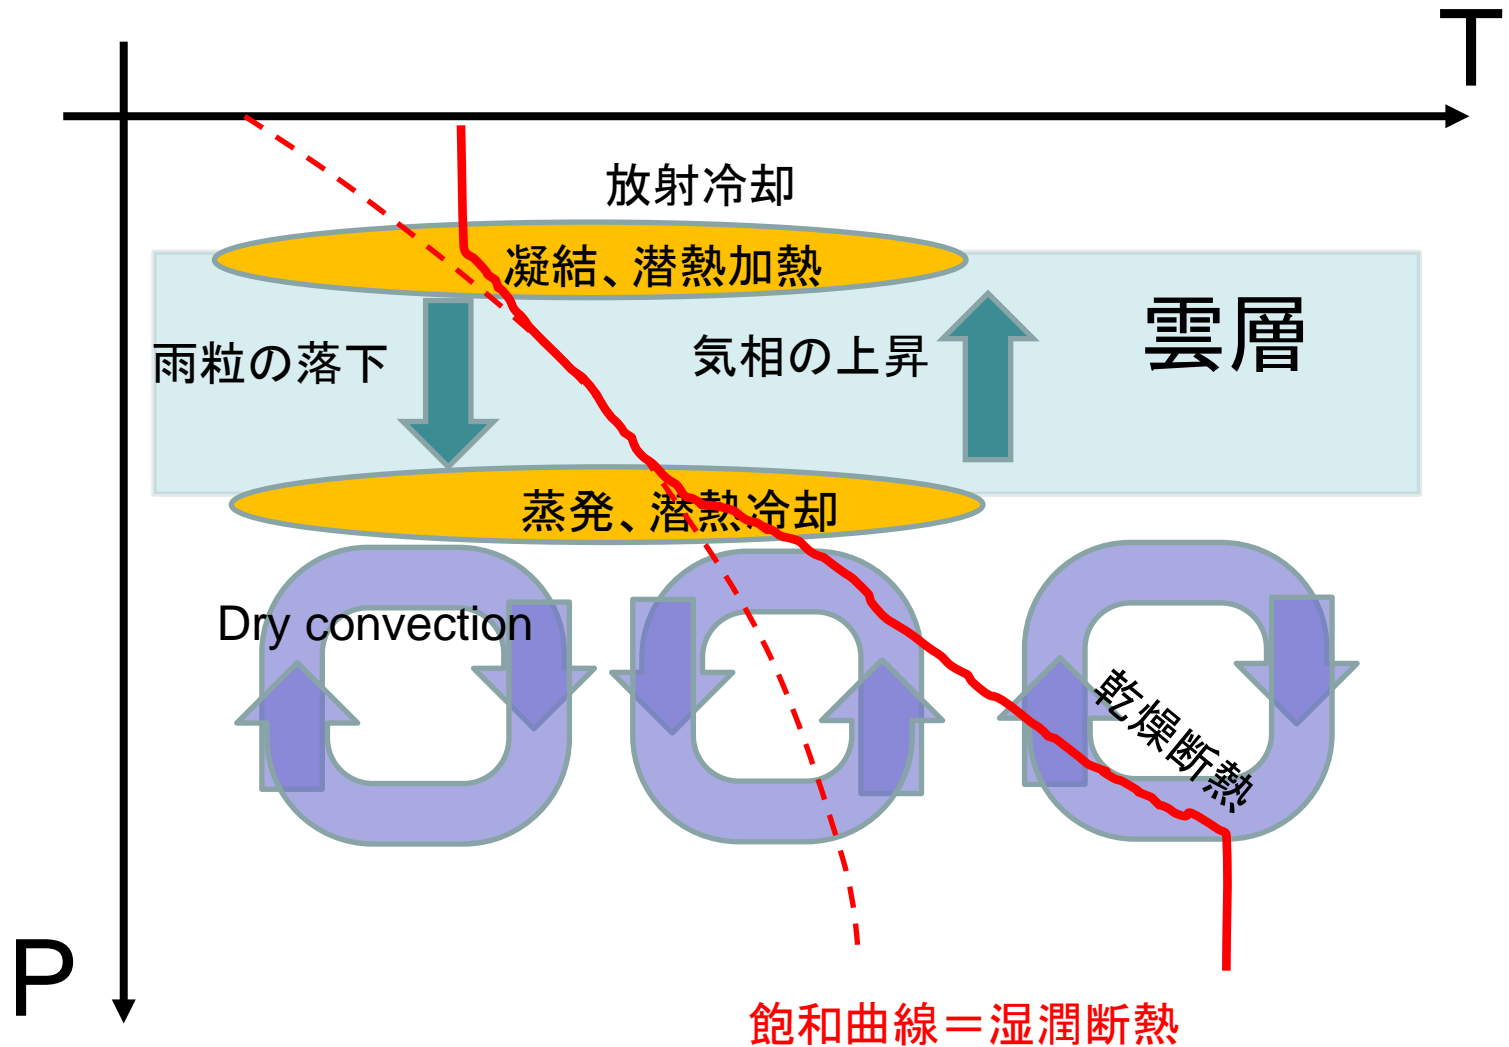 T
放射冷却
凝結、潜熱加熱
雲層
雨粒の落下
気相の上昇
蒸発、潜熱冷却
Dry convection
乾燥断熱
P
飽和曲線＝湿潤断熱